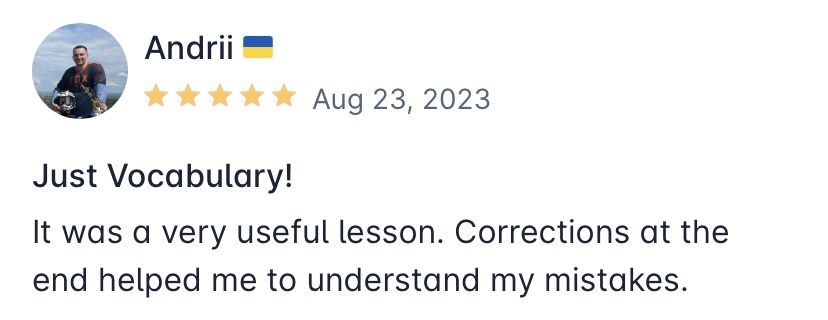 Andrii
Aug 23, 2023
Just Vocabulary!
It was a very useful lesson. Corrections at the
end helped me to understand my mistakes.